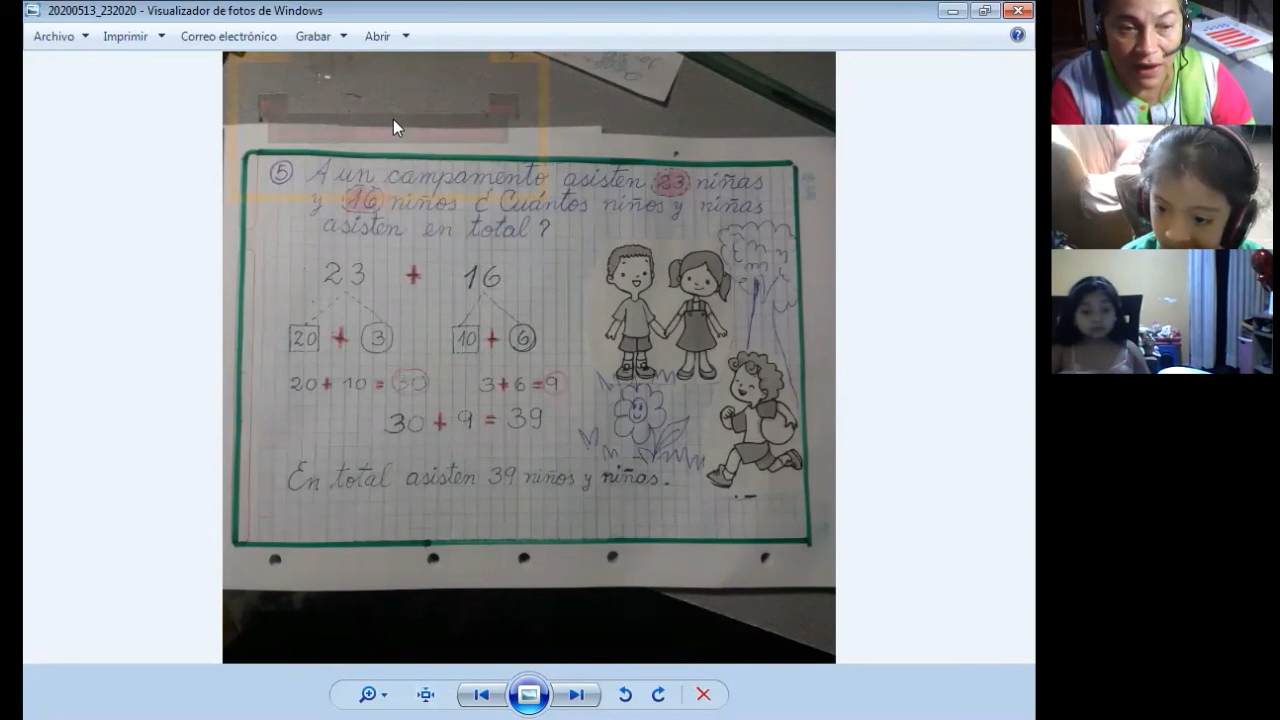 20200513_232020 - Visualizador de fotos de Windows
Archivo Imprimir Correo electrónico Grabar Abrir
5 A un campamento asisten 23 niñas
y 16 niños ¿ Cuántos niños y niñas
asisten en total ?
23 + 16
20 + 3 10 + 6
20 + 10 = 30 3 + 6 = 9
30 + 9 = 39
En total asisten 39 niños y niñas.